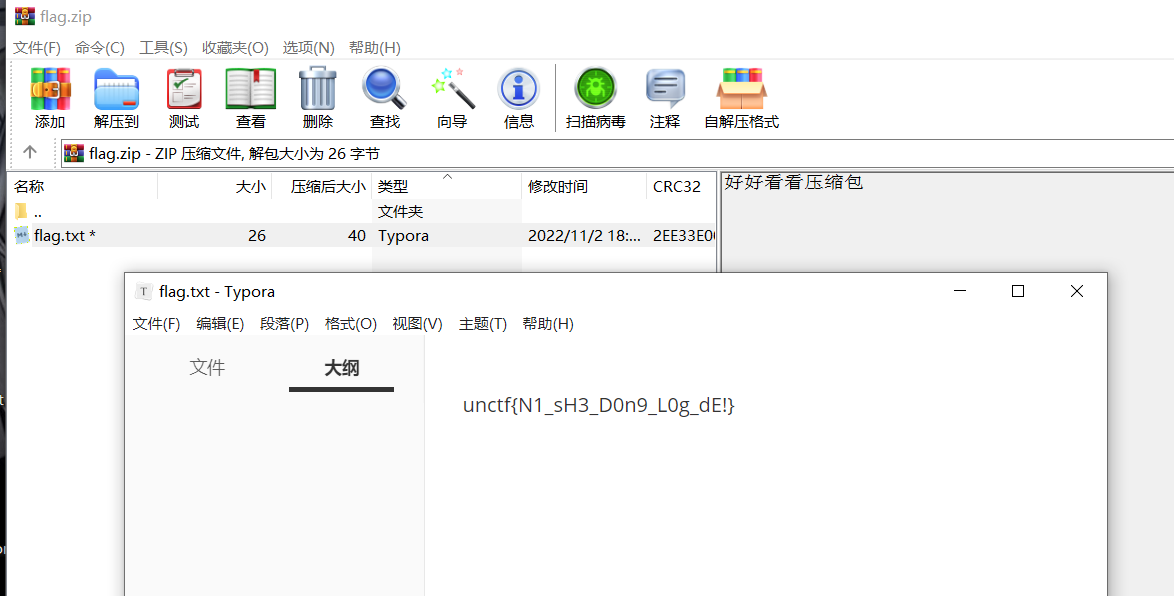 flag.zip
文件(F) 命令(C) 工具(S) 收藏夹(O) 选项(N) 帮助(H)
添加 解压到 测试 查看 删除 查找 向导 信息 扫描病毒 注释 自解压格式
flag.zip - ZIP 压缩文件, 解包大小为 26 字节
名称 大小 压缩后大小 类型 修改时间 CRC32
.. 文件夹
flag.txt * 26 40 Typora 2022/11/2 18:... 2EE33E0
好好看看压缩包
flag.txt - Typora
文件(F) 编辑(E) 段落(P) 格式(O) 视图(V) 主题(T) 帮助(H)
文件 大纲
unctf{N1_sH3_D0n9_L0g_dE!}